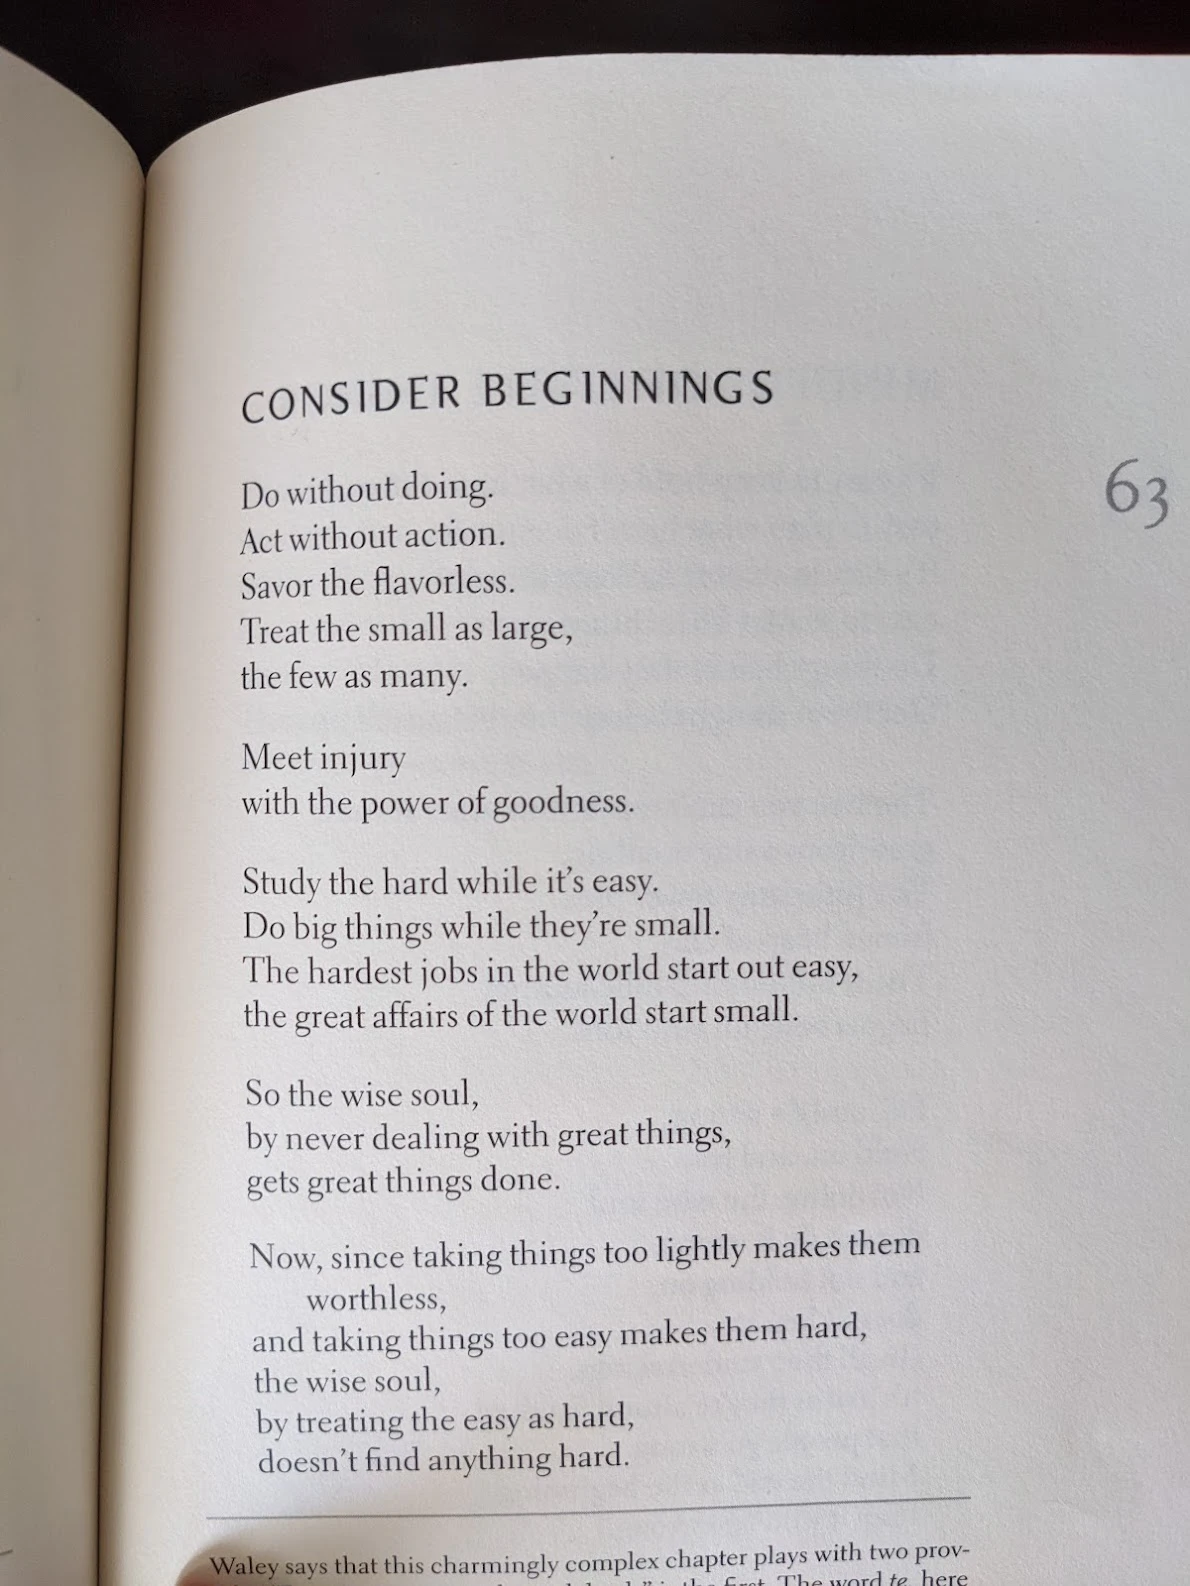 CONSIDER BEGINNINGS
63
Do without doing.
Act without action.
Savor the flavorless.
Treat the small as large,
the few as many.
Meet injury
with the power of goodness.
Study the hard while it's easy.
Do big things while they're small.
The hardest jobs in the world start out easy,
the great affairs of the world start small.
So the wise soul,
by never dealing with great things,
gets great things done.
Now, since taking things too lightly makes them
worthless,
and taking things too easy makes them hard,
the wise soul,
by treating the easy as hard,
doesn't find anything hard.
Waley says that this charmingly complex chapter plays with two prov-
the first. The word te here